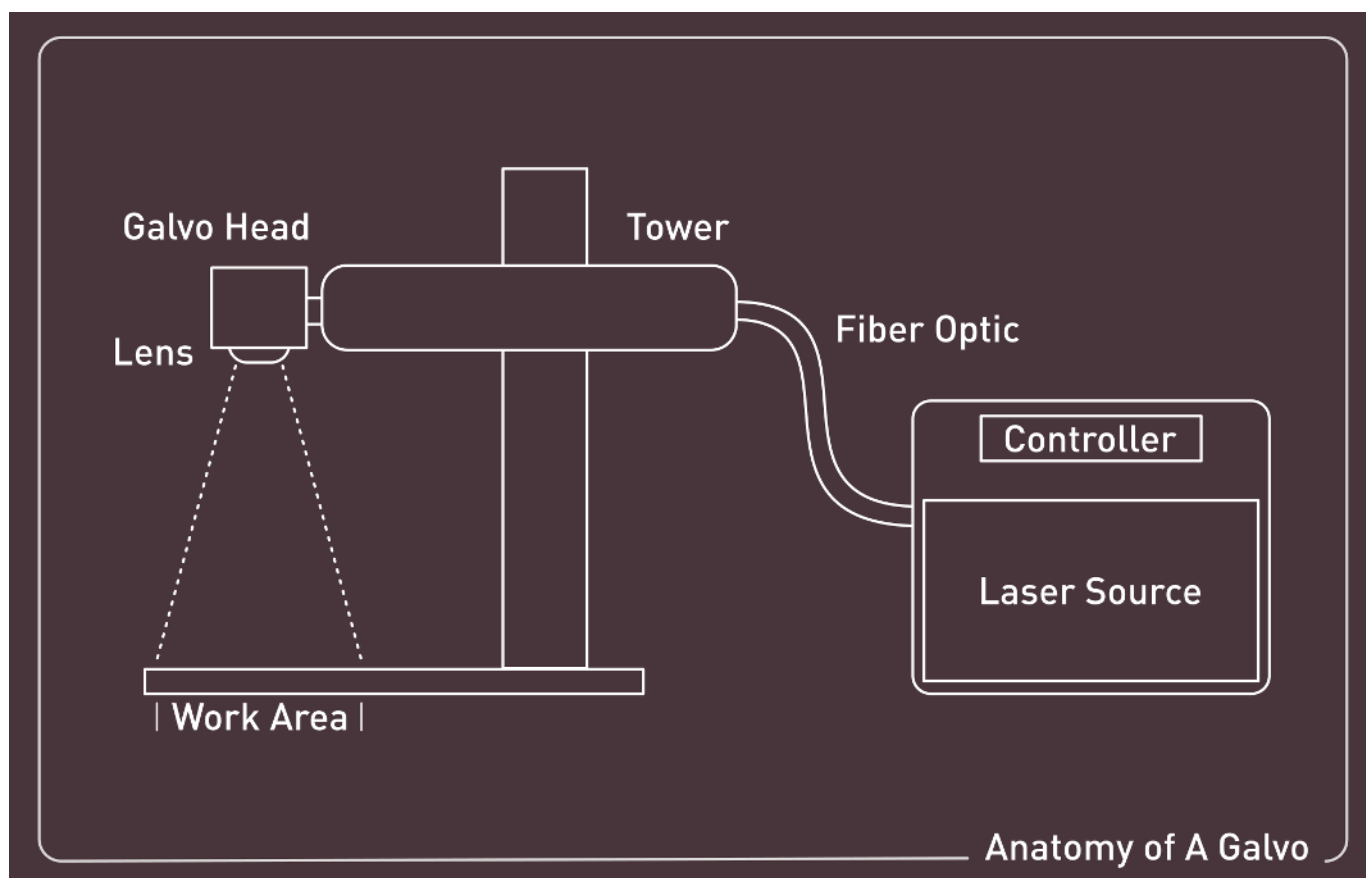 Galvo Head
Tower
Lens
Fiber Optic
Controller
Laser Source
Work Area
Anatomy of A Galvo